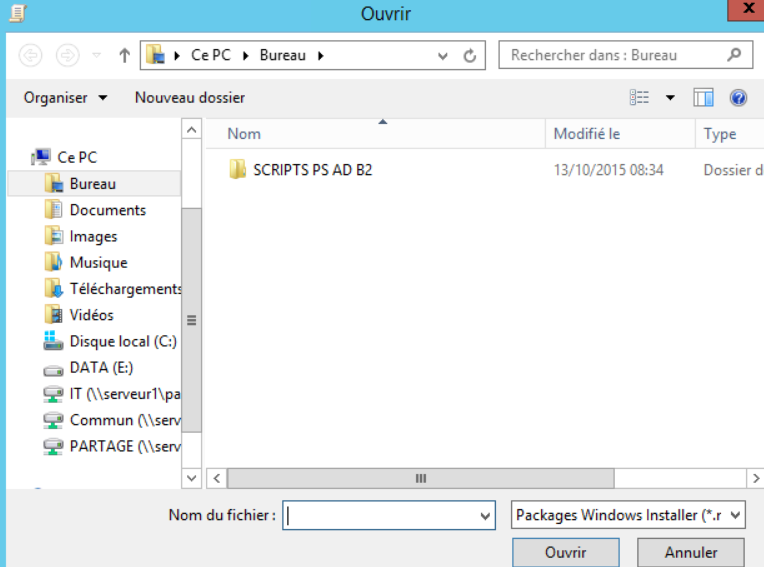 Ouvrir
x
Ce PC Bureau
Rechercher dans : Bureau
Organiser Nouveau dossier
Nom Modifié le Type
SCRIPTS PS AD B2 13/10/2015 08:34 Dossier d
Ce PC
Bureau
Documents
Images
Musique
Téléchargements
Vidéos
Disque local (C:)
DATA (E:)
IT (\\serveur1\pa
Commun (\\serv
PARTAGE (\\serv
Nom du fichier :
Packages Windows Installer (*.r
Ouvrir Annuler